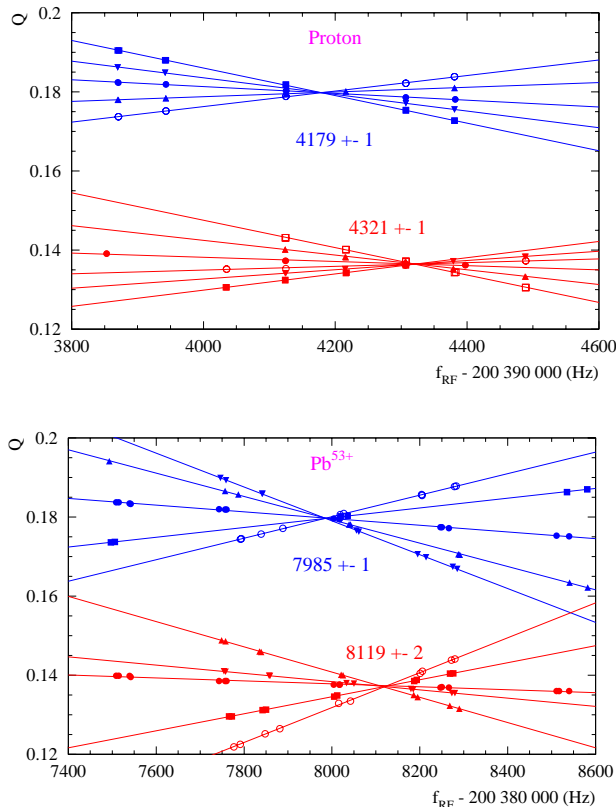 Q
Proton
0.2
0.18
4179 +- 1
0.16
4321 +- 1
0.14
0.12
3800 4000 4200 4400 4600
f_RF - 200 390 000 (Hz)
Q
0.2
Pb^53+
0.18
7985 +- 1
0.16
8119 +- 2
0.14
0.12
7400 7600 7800 8000 8200 8400 8600
f_RF - 200 380 000 (Hz)